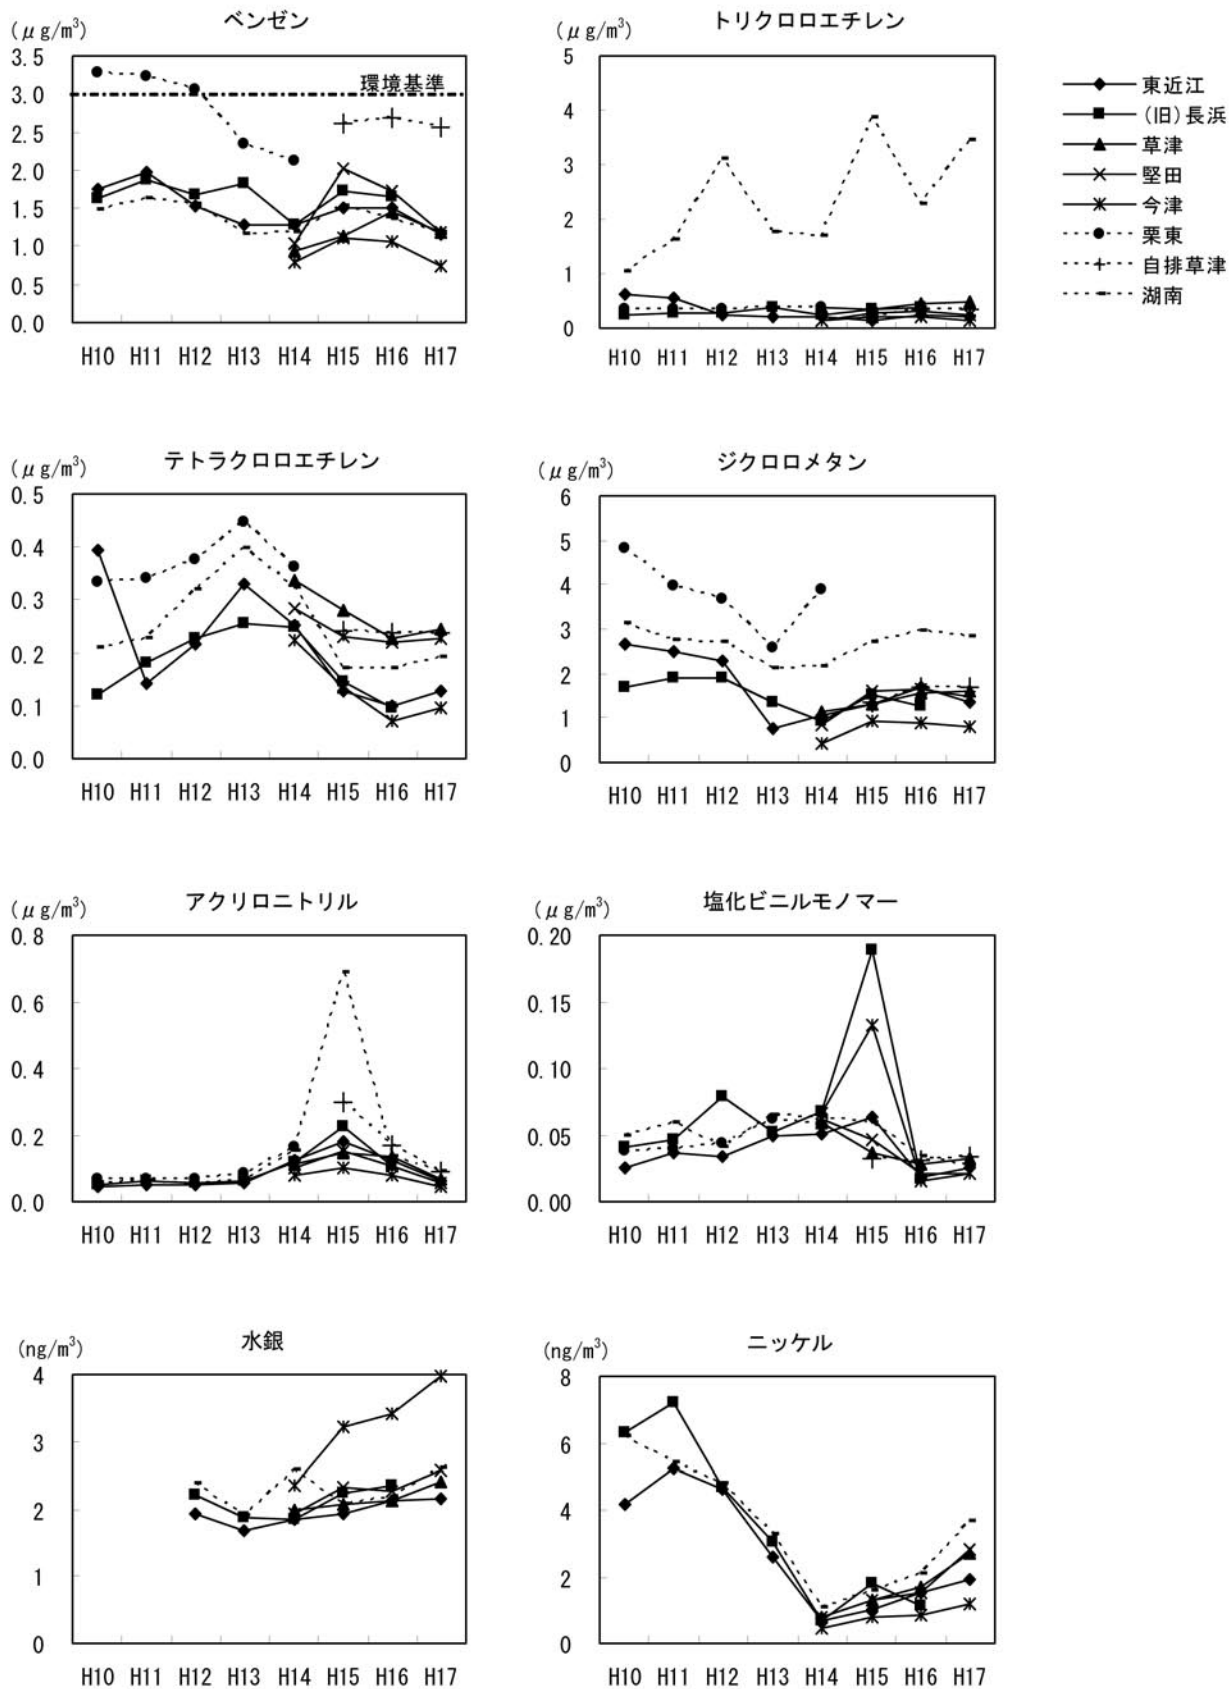 ベンゼン
(μg/m³)
3.5
3.0
2.5
2.0
1.5
1.0
0.5
0.0
環境基準
H10 H11 H12 H13 H14 H15 H16 H17
トリクロロエチレン
(μg/m³)
5
4
3
2
1
0
H10 H11 H12 H13 H14 H15 H16 H17
東近江
(旧)長浜
草津
堅田
今津
栗東
自排草津
湖南
テトラクロロエチレン
(μg/m³)
0.5
0.4
0.3
0.2
0.1
0.0
H10 H11 H12 H13 H14 H15 H16 H17
ジクロロメタン
(μg/m³)
6
5
4
3
2
1
0
H10 H11 H12 H13 H14 H15 H16 H17
アクリロニトリル
(μg/m³)
0.8
0.6
0.4
0.2
0.0
H10 H11 H12 H13 H14 H15 H16 H17
塩化ビニルモノマー
(μg/m³)
0.20
0.15
0.10
0.05
0.00
H10 H11 H12 H13 H14 H15 H16 H17
水銀
(ng/m³)
4
3
2
1
0
H10 H11 H12 H13 H14 H15 H16 H17
ニッケル
(ng/m³)
8
6
4
2
0
H10 H11 H12 H13 H14 H15 H16 H17